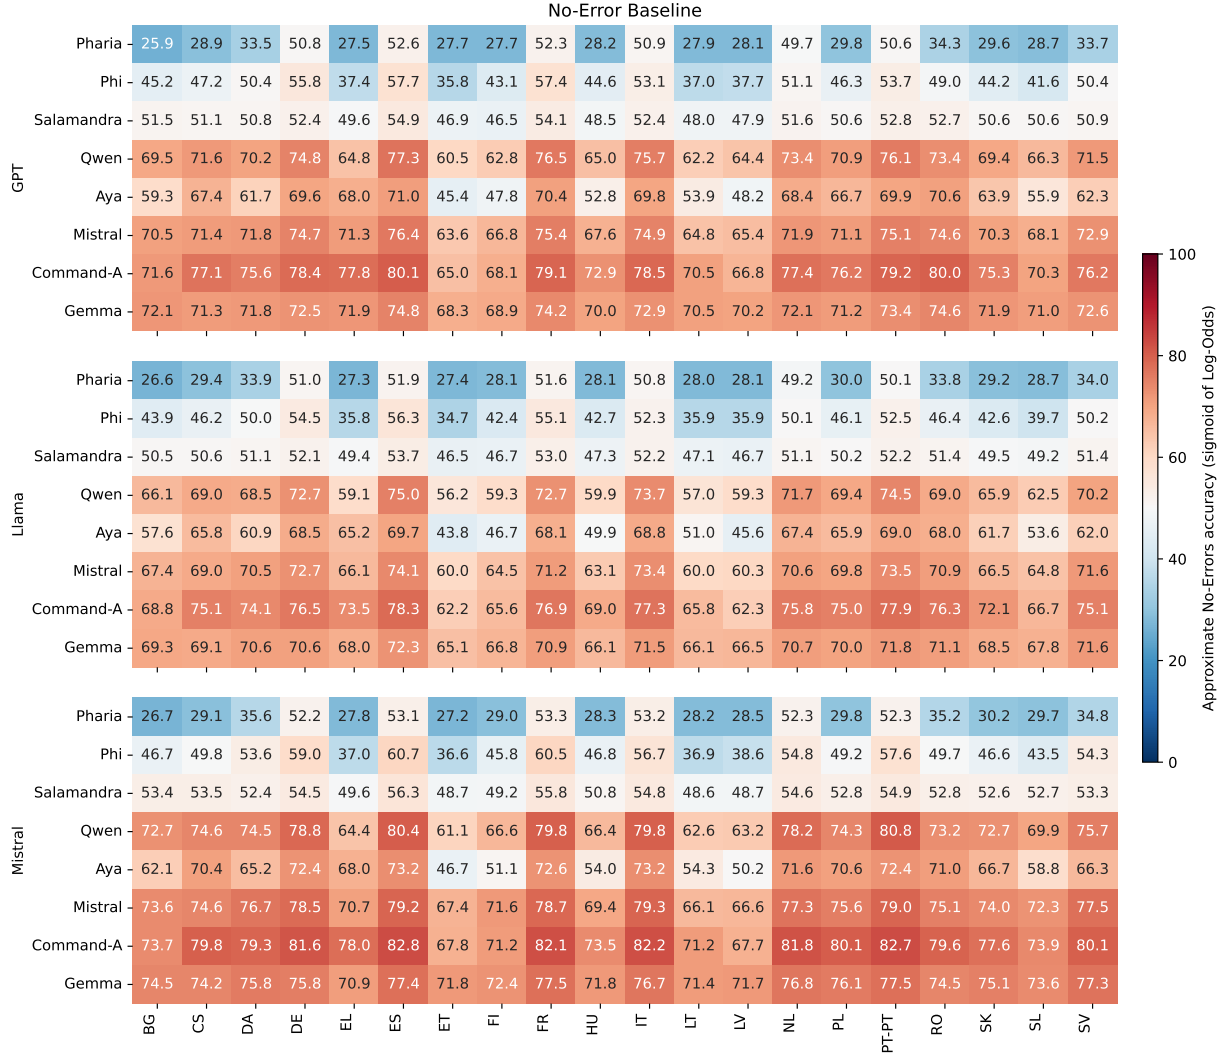 No-Error Baseline
GPT
Pharia 25.9 28.9 33.5 50.8 27.5 52.6 27.7 27.7 52.3 28.2 50.9 27.9 28.1 49.7 29.8 50.6 34.3 29.6 28.7 33.7
Phi 45.2 47.2 50.4 55.8 37.4 57.7 35.8 43.1 57.4 44.6 53.1 37.0 37.7 51.1 46.3 53.7 49.0 44.2 41.6 50.4
Salamandra 51.5 51.1 50.8 52.4 49.6 54.9 46.9 46.5 54.1 48.5 52.4 48.0 47.9 51.6 50.6 52.8 52.7 50.6 50.6 50.9
Qwen 69.5 71.6 70.2 74.8 64.8 77.3 60.5 62.8 76.5 65.0 75.7 62.2 64.4 73.4 70.9 76.1 73.4 69.4 66.3 71.5
Aya 59.3 67.4 61.7 69.6 68.0 71.0 45.4 47.8 70.4 52.8 69.8 53.9 48.2 68.4 66.7 69.9 70.6 63.9 55.9 62.3
Mistral 70.5 71.4 71.8 74.7 71.3 76.4 63.6 66.8 75.4 67.6 74.9 64.8 65.4 71.9 71.1 75.1 74.6 70.3 68.1 72.9
Command-A 71.6 77.1 75.6 78.4 77.8 80.1 65.0 68.1 79.1 72.9 78.5 70.5 66.8 77.4 76.2 79.2 80.0 75.3 70.3 76.2
Gemma 72.1 71.3 71.8 72.5 71.9 74.8 68.3 68.9 74.2 70.0 72.9 70.5 70.2 72.1 71.2 73.4 74.6 71.9 71.0 72.6
Llama
Pharia 26.6 29.4 33.9 51.0 27.3 51.9 27.4 28.1 51.6 28.1 50.8 28.0 28.1 49.2 30.0 50.1 33.8 29.2 28.7 34.0
Phi 43.9 46.2 50.0 54.5 35.8 56.3 34.7 42.4 55.1 42.7 52.3 35.9 35.9 50.1 46.1 52.5 46.4 42.6 39.7 50.2
Salamandra 50.5 50.6 51.1 52.1 49.4 53.7 46.5 46.7 53.0 47.3 52.2 47.1 46.7 51.1 50.2 52.2 51.4 49.5 49.2 51.4
Qwen 66.1 69.0 68.5 72.7 59.1 75.0 56.2 59.3 72.7 59.9 73.7 57.0 59.3 71.7 69.4 74.5 69.0 65.9 62.5 70.2
Aya 57.6 65.8 60.9 68.5 65.2 69.7 43.8 46.7 68.1 49.9 68.8 51.0 45.6 67.4 65.9 69.0 68.0 61.7 53.6 62.0
Mistral 67.4 69.0 70.5 72.7 66.1 74.1 60.0 64.5 71.2 63.1 73.4 60.0 60.3 70.6 69.8 73.5 70.9 66.5 64.8 71.6
Command-A 68.8 75.1 74.1 76.5 73.5 78.3 62.2 65.6 76.9 69.0 77.3 65.8 62.3 75.8 75.0 77.9 76.3 72.1 66.7 75.1
Gemma 69.3 69.1 70.6 70.6 68.0 72.3 65.1 66.8 70.9 66.1 71.5 66.1 66.5 70.7 70.0 71.8 71.1 68.5 67.8 71.6
Mistral
Pharia 26.7 29.1 35.6 52.2 27.8 53.1 27.2 29.0 53.3 28.3 53.2 28.2 28.5 52.3 29.8 52.3 35.2 30.2 29.7 34.8
Phi 46.7 49.8 53.6 59.0 37.0 60.7 36.6 45.8 60.5 46.8 56.7 36.9 38.6 54.8 49.2 57.6 49.7 46.6 43.5 54.3
Salamandra 53.4 53.5 52.4 54.5 49.6 56.3 48.7 49.2 55.8 50.8 54.8 48.6 48.7 54.6 52.8 54.9 52.8 52.6 52.7 53.3
Qwen 72.7 74.6 74.5 78.8 64.4 80.4 61.1 66.6 79.8 66.4 79.8 62.6 63.2 78.2 74.3 80.8 73.2 72.7 69.9 75.7
Aya 62.1 70.4 65.2 72.4 68.0 73.2 46.7 51.1 72.6 54.0 73.2 54.3 50.2 71.6 70.6 72.4 71.0 66.7 58.8 66.3
Mistral 73.6 74.6 76.7 78.5 70.7 79.2 67.4 71.6 78.7 69.4 79.3 66.1 66.6 77.3 75.6 79.0 75.1 74.0 72.3 77.5
Command-A 73.7 79.8 79.3 81.6 78.0 82.8 67.8 71.2 82.1 73.5 82.2 71.2 67.7 81.8 80.1 82.7 79.6 77.6 73.9 80.1
Gemma 74.5 74.2 75.8 75.8 70.9 77.4 71.8 72.4 77.5 71.8 76.7 71.4 71.7 76.8 76.1 77.5 74.5 75.1 73.6 77.3
BG CS DA DE EL ES ET FI FR HU IT LT LV NL PL PT-PT RO SK SL SV
100
80
60
40
20
0
Approximate No-Errors accuracy (sigmoid of Log-Odds)